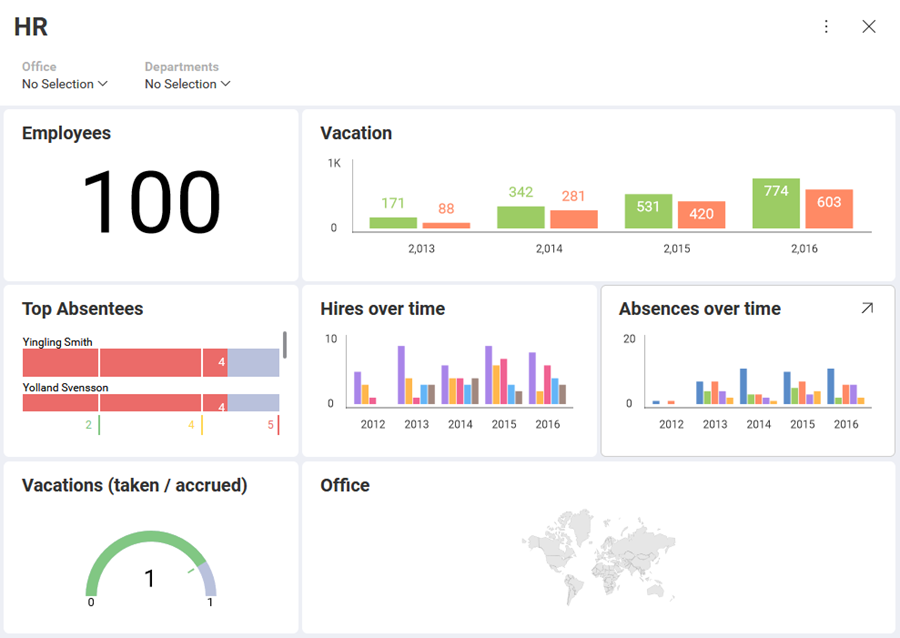 HR
Office
No Selection
Departments
No Selection
Employees
100
Vacation
1K
0
171
88
342
281
531
420
774
603
2,013
2,014
2,015
2,016
Top Absentees
Yingling Smith
4
Yolland Svensson
4
2
4
5
Hires over time
10
0
2012
2013
2014
2015
2016
Absences over time
20
0
2012
2013
2014
2015
2016
Vacations (taken / accrued)
1
0
1
Office